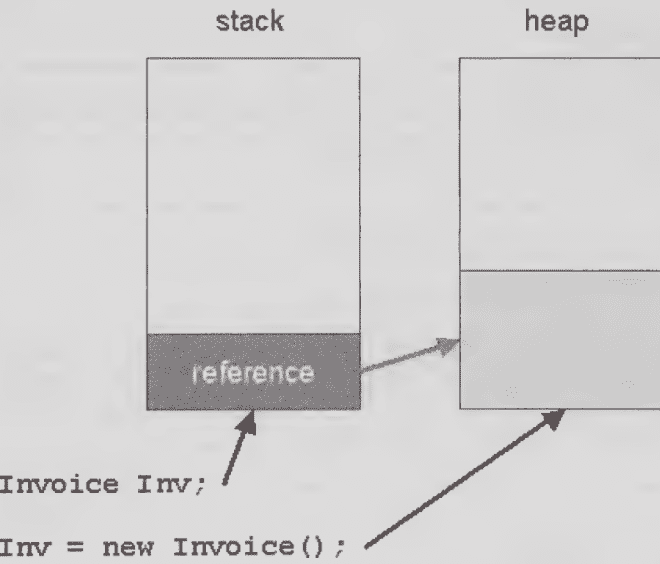 stack
heap
reference
Invoice Inv;
Inv = new Invoice();